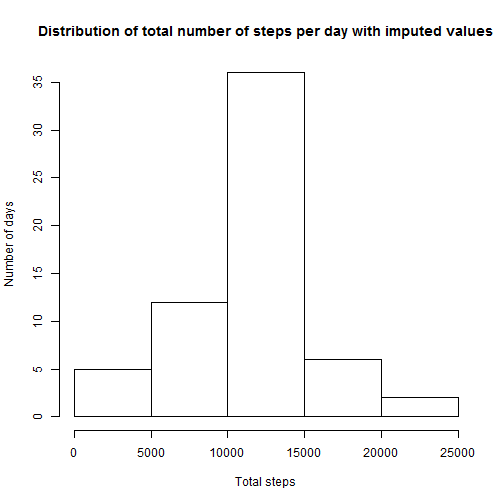 Distribution of total number of steps per day with imputed values
35
30
25
20
15
10
5
0
Number of days
0 5000 10000 15000 20000 25000
Total steps